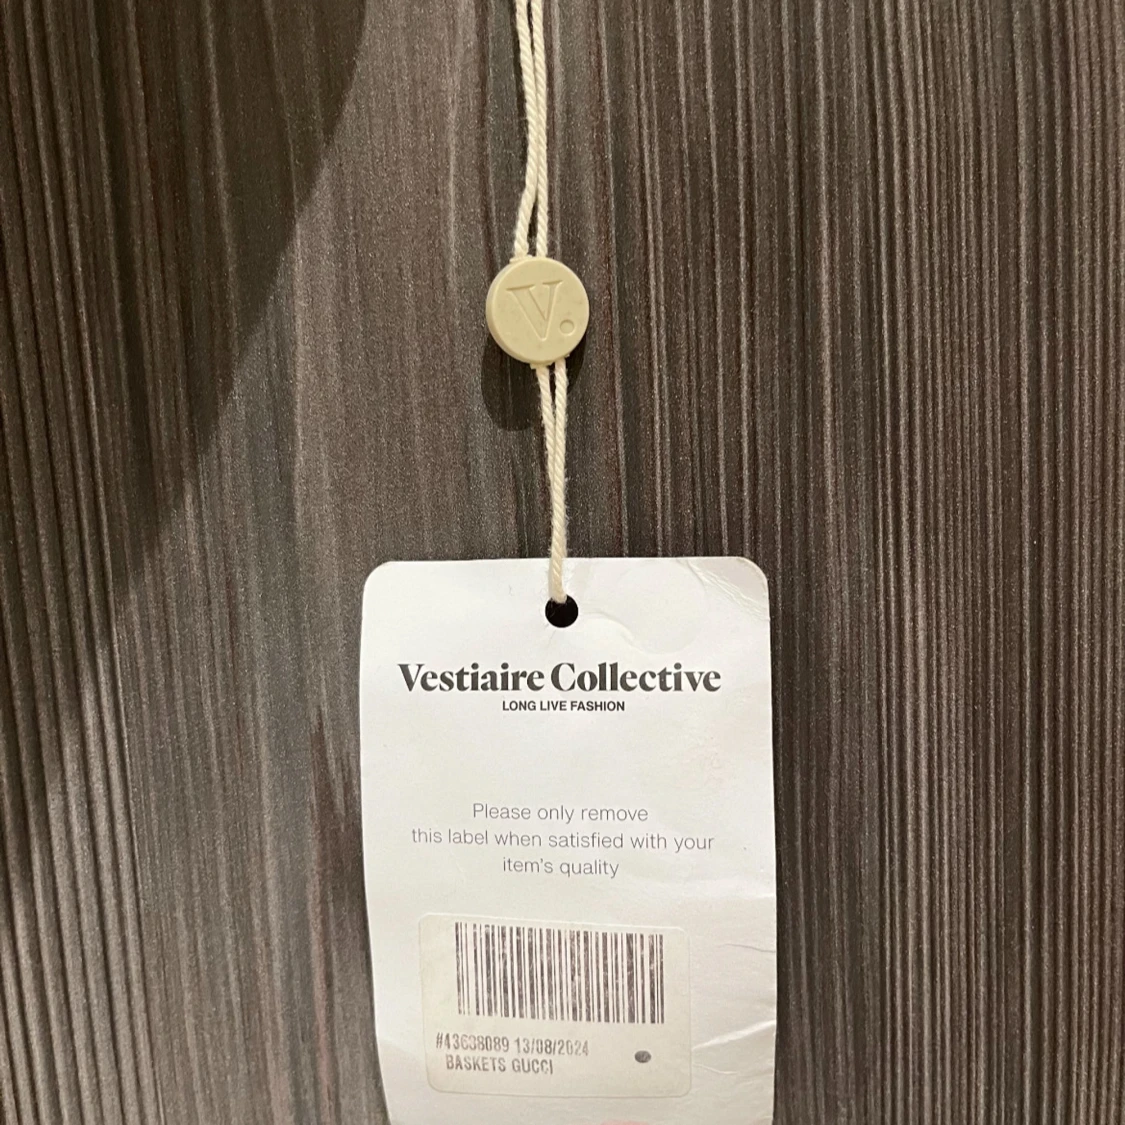 V.
Vestiaire Collective
LONG LIVE FASHION
Please only remove
this label when satisfied with your
item's quality
#43638089 13/08/2024
BASKETS GUCCI